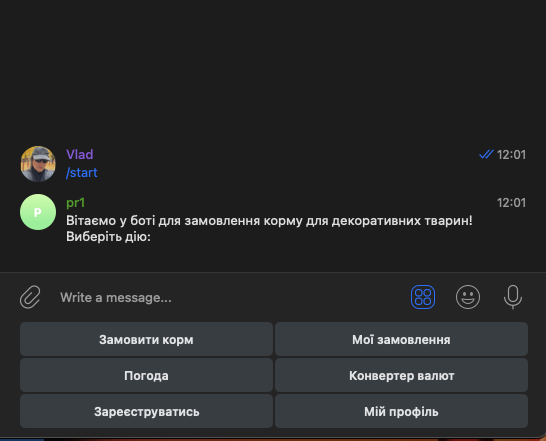 Vlad 12:01
/start
P pr1 12:01
Вітаємо у боті для замовлення корму для декоративних тварин!
Виберіть дію:
Write a message...
Замовити корм Мої замовлення
Погода Конвертер валют
Зареєструватись Мій профіль